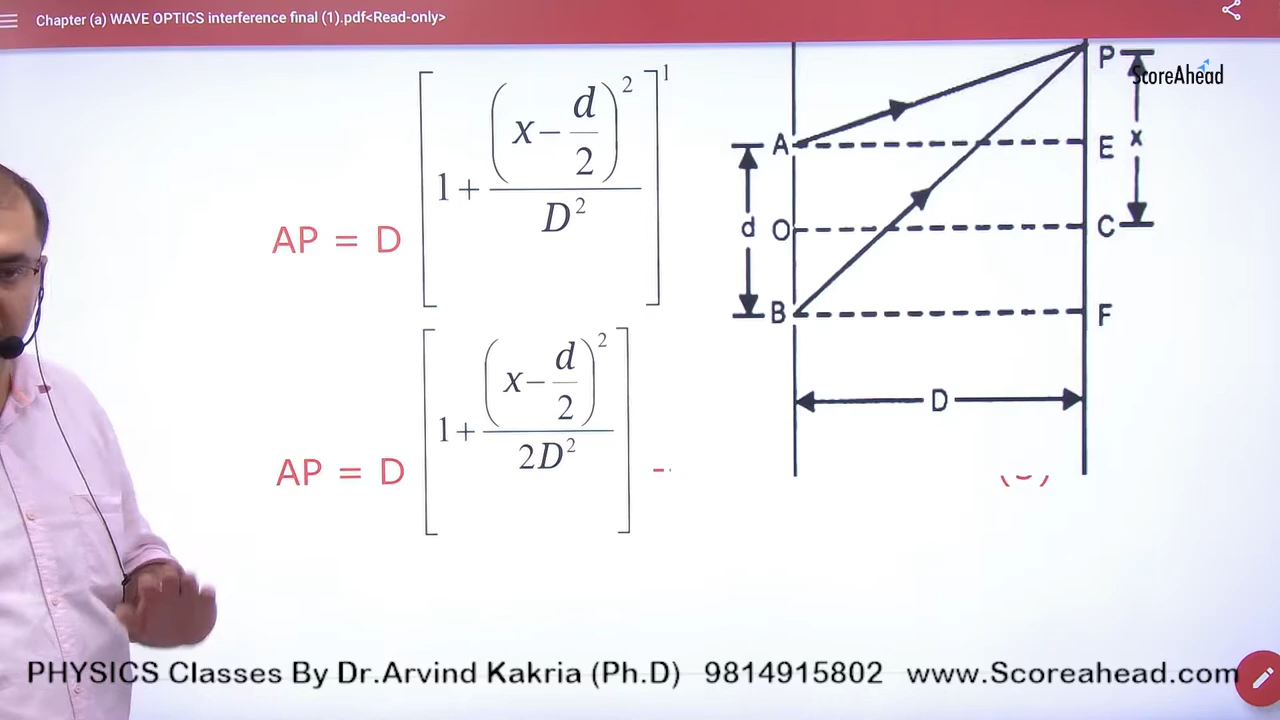 Chapter (a) WAVE OPTICS interference final (1).pdf<Read-only>
AP = D [1 + (x − d/2)² / D²]¹
AP = D [1 + (x − d/2)² / 2D²] --
P
ScoreAhead
A
E
x
d
O
C
B
F
D
PHYSICS Classes By Dr.Arvind Kakria (Ph.D) 9814915802 www.Scoreahead.com